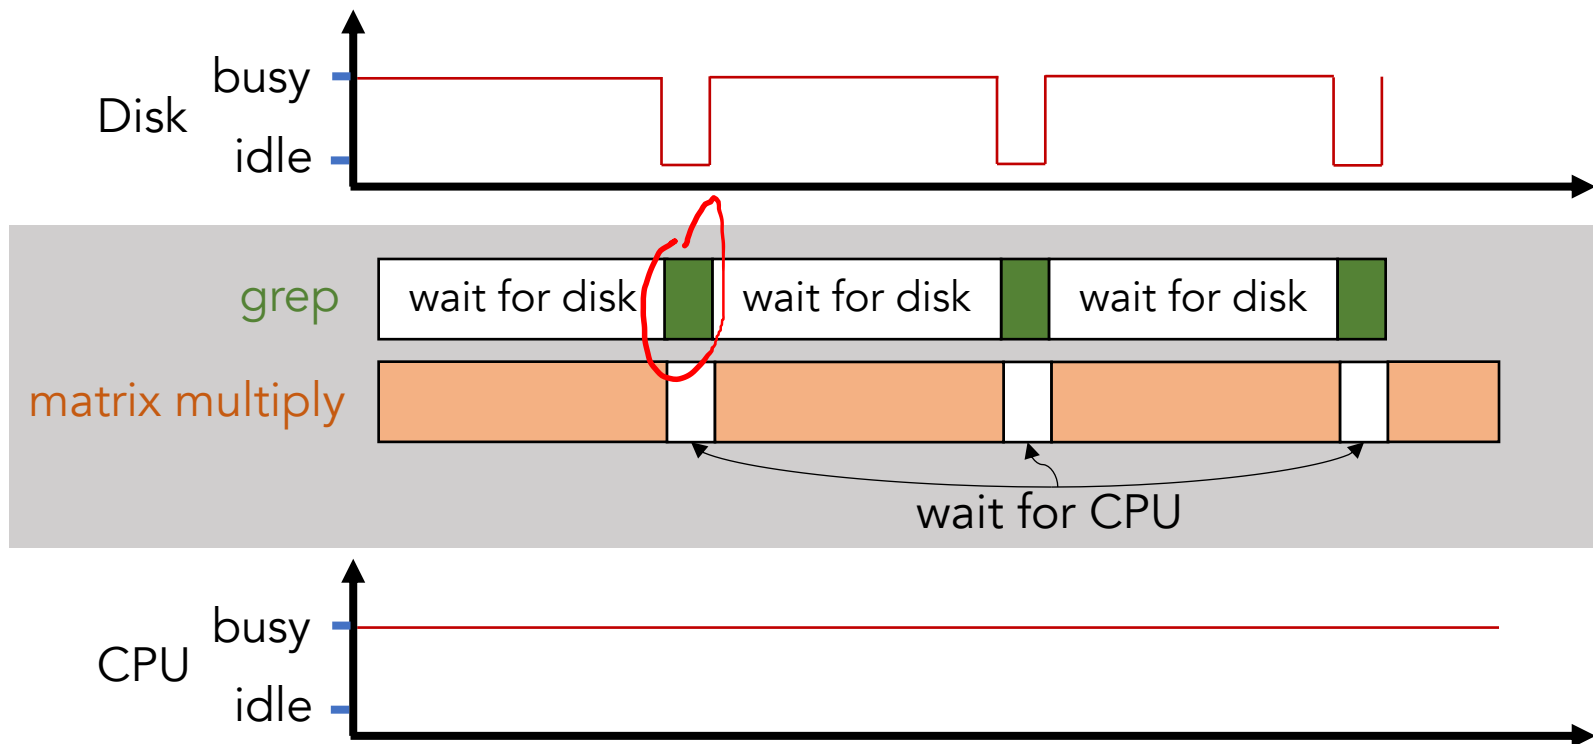 busy
Disk
idle
grep
wait for disk wait for disk wait for disk
matrix multiply
wait for CPU
busy
CPU
idle